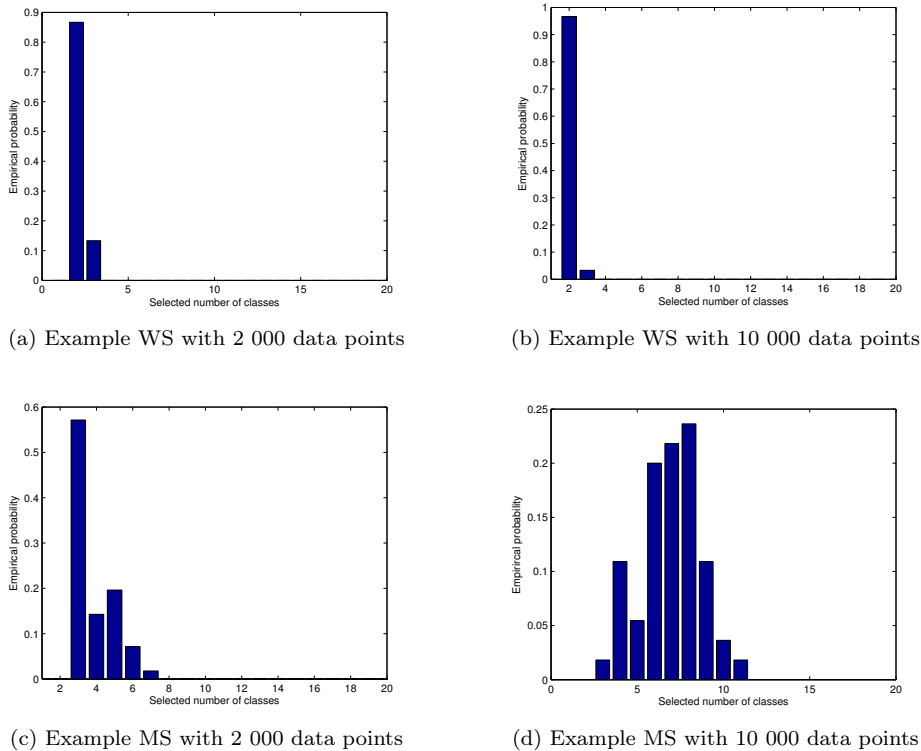 0.9
0.8
0.7
0.6
0.5
0.4
0.3
0.2
0.1
0
Empirical probability
0 5 10 15 20
Selected number of classes
(a) Example WS with 2 000 data points
1
0.9
0.8
0.7
0.6
0.5
0.4
0.3
0.2
0.1
0
Empirical probability
2 4 6 8 10 12 14 16 18 20
Selected number of classes
(b) Example WS with 10 000 data points
0.6
0.5
0.4
0.3
0.2
0.1
0
Empirical probability
2 4 6 8 10 12 14 16 18 20
Selected number of classes
(c) Example MS with 2 000 data points
0.25
0.2
0.15
0.1
0.05
0
Empirircal probability
0 5 10 15 20
Selected number of classes
(d) Example MS with 10 000 data points